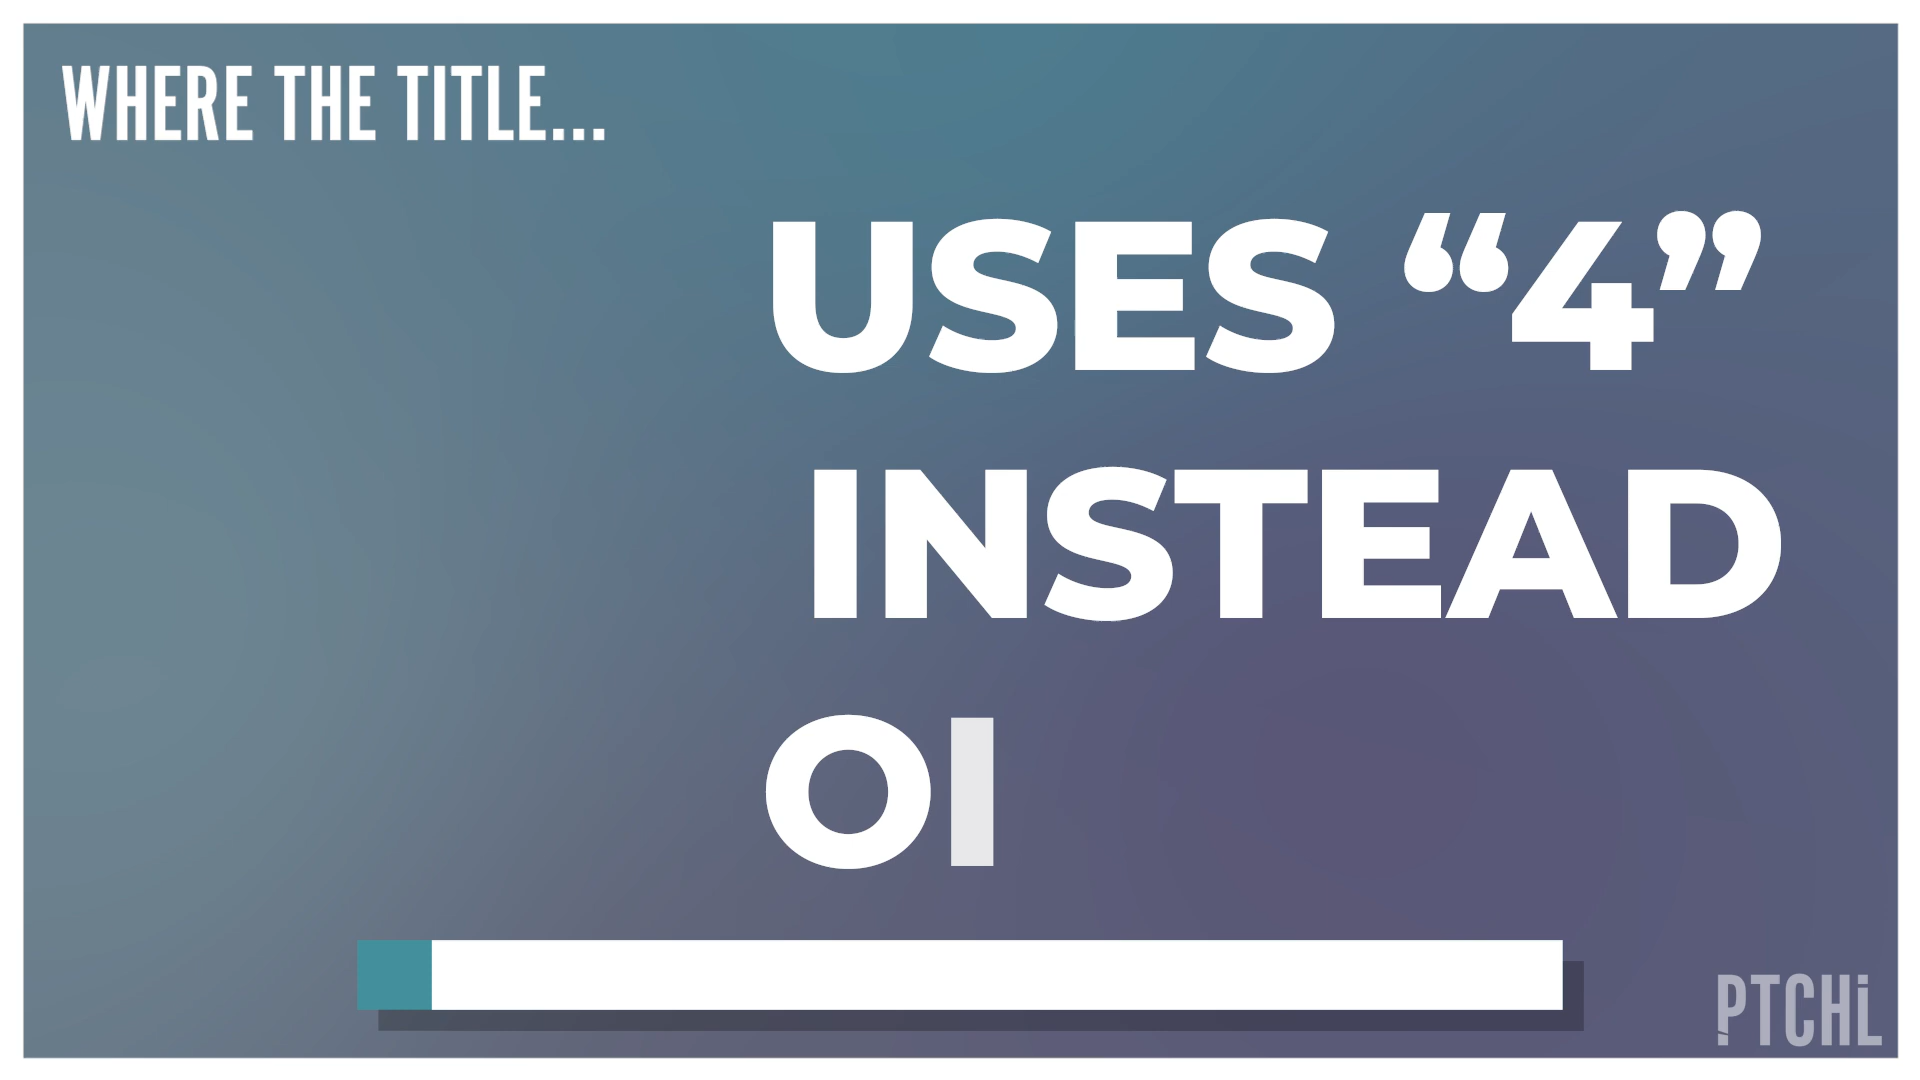 WHERE THE TITLE...
USES “4”
INSTEAD
OI
PTCHi